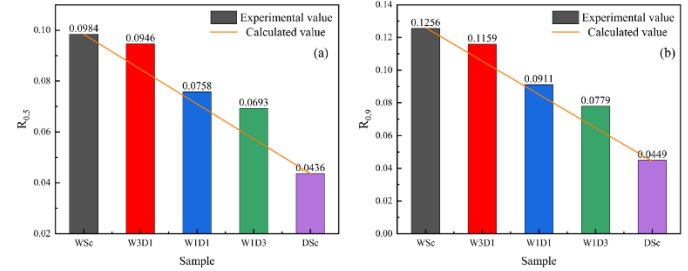 Experimental value
Calculated value
(a)
0.0984
0.0946
0.0758
0.0693
0.0436
0.10
0.08
0.06
0.04
0.02
R0.5
WSc
W3D1
W1D1
W1D3
DSc
Sample
Experimental value
Calculated value
(b)
0.1256
0.1159
0.0911
0.0779
0.0449
0.14
0.12
0.10
0.08
0.06
0.04
0.02
0.00
R0.9
WSc
W3D1
W1D1
W1D3
DSc
Sample